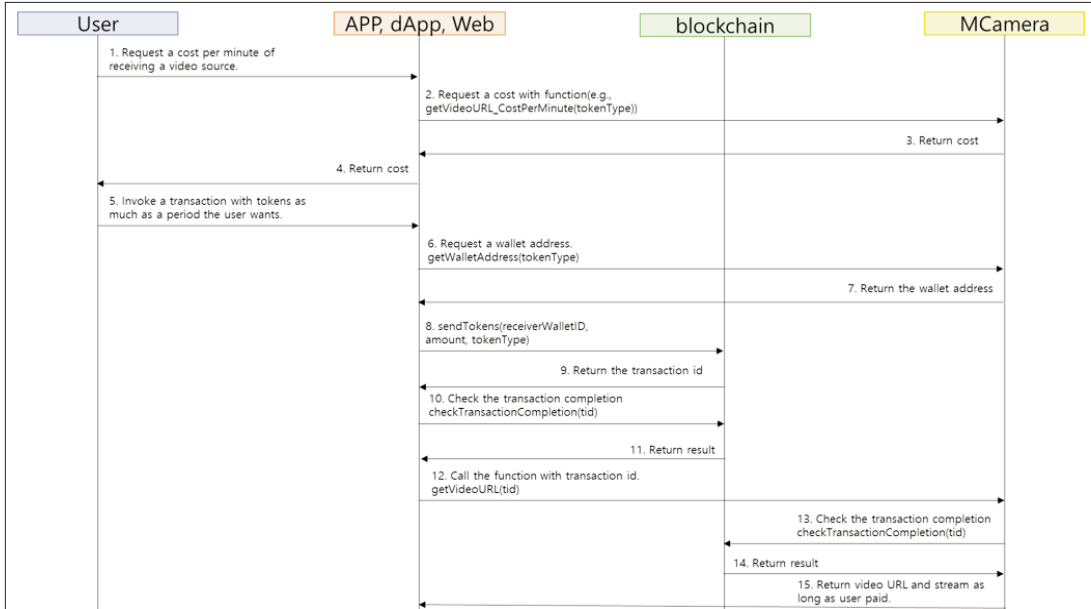 User
APP, dApp, Web
blockchain
MCamera
1. Request a cost per minute of
receiving a video source.
2. Request a cost with function(e.g.,
getVideoURL_CostPerMinute(tokenType))
3. Return cost
4. Return cost
5. Invoke a transaction with tokens as
much as a period the user wants.
6. Request a wallet address.
getWalletAddress(tokenType)
7. Return the wallet address
8. sendTokens(receiverWalletID,
amount, tokenType)
9. Return the transaction id
10. Check the transaction completion
checkTransactionCompletion(tid)
11. Return result
12. Call the function with transaction id.
getVideoURL(tid)
13. Check the transaction completion
checkTransactionCompletion(tid)
14. Return result
15. Return video URL and stream as
long as user paid.